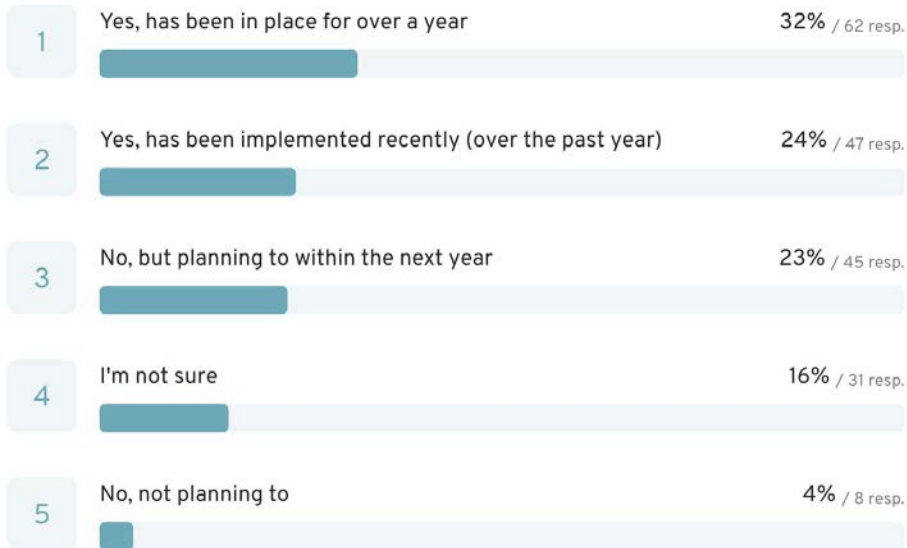 1 Yes, has been in place for over a year 32% / 62 resp.
2 Yes, has been implemented recently (over the past year) 24% / 47 resp.
3 No, but planning to within the next year 23% / 45 resp.
4 I'm not sure 16% / 31 resp.
5 No, not planning to 4% / 8 resp.